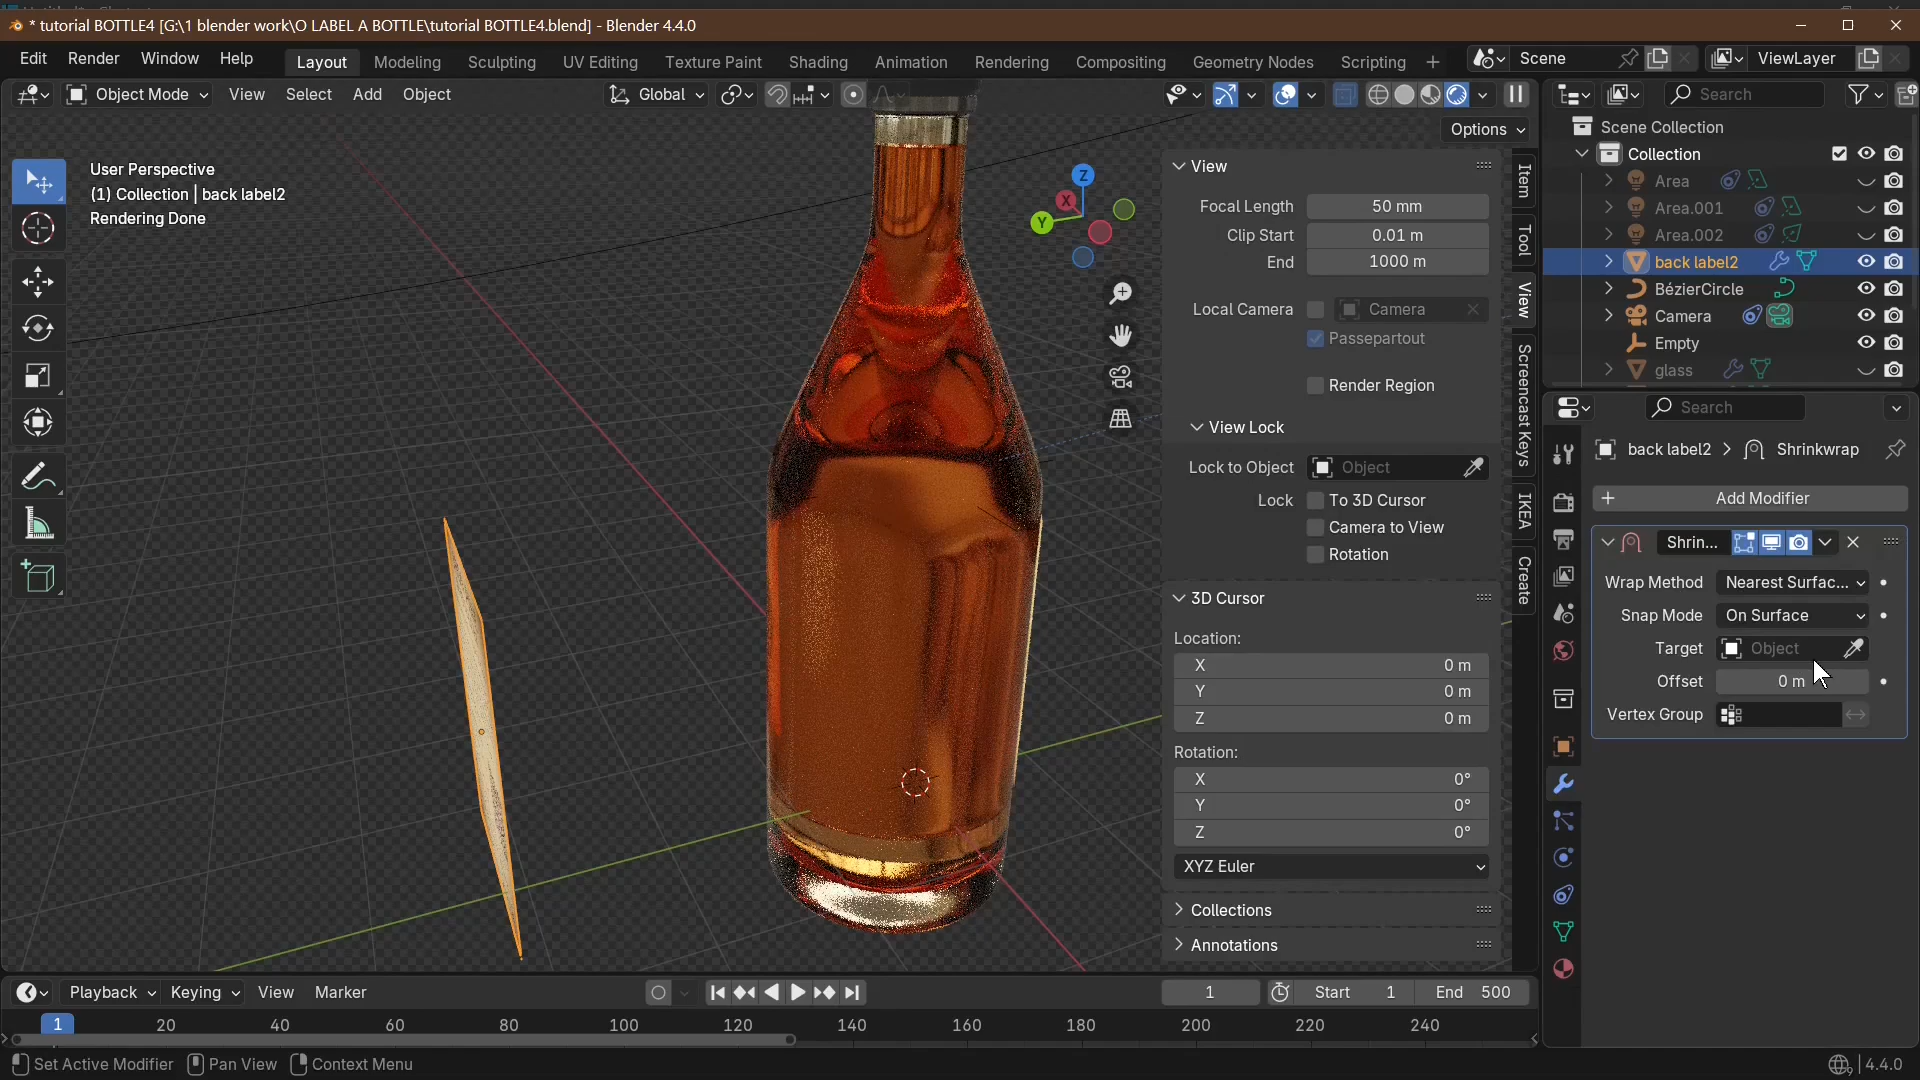 * tutorial BOTTLE4 [G:\1 blender work\O LABEL A BOTTLE\tutorial BOTTLE4.blend] - Blender 4.4.0
Edit Render Window Help Layout Modeling Sculpting UV Editing Texture Paint Shading Animation Rendering Compositing Geometry Nodes Scripting + Scene ViewLayer
Object Mode View Select Add Object Global Search
Options
User Perspective
(1) Collection | back label2
Rendering Done
X
Y
Z
View
Focal Length 50 mm
Clip Start 0.01 m
End 1000 m
Local Camera Camera
Passepartout
Render Region
View Lock
Lock to Object Object
Lock To 3D Cursor
Camera to View
Rotation
3D Cursor
Location:
X 0 m
Y 0 m
Z 0 m
Rotation:
X 0°
Y 0°
Z 0°
XYZ Euler
Collections
Annotations
Item
Tool
View
Screencast Keys
IKEA
Create
Scene Collection
Collection
Area
Area.001
Area.002
back label2
BézierCircle
Camera
Empty
glass
Search
back label2 > Shrinkwrap
+ Add Modifier
Shrin...
Wrap Method Nearest Surfac...
Snap Mode On Surface
Target Object
Offset 0 m
Vertex Group
Playback Keying View Marker 1 Start 1 End 500
1 20 40 60 80 100 120 140 160 180 200 220 240
Set Active Modifier Pan View Context Menu 4.4.0